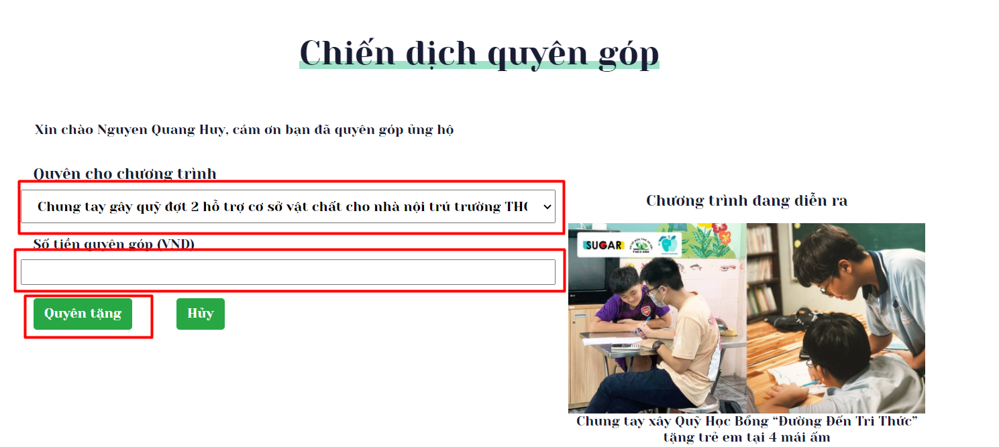 Chiến dịch quyên góp
Xin chào Nguyen Quang Huy, cám ơn bạn đã quyên góp ủng hộ
Quyên cho chương trình
Chung tay gây quỹ đợt 2 hỗ trợ cơ sở vật chất cho nhà nội trú trường
Số tiền quyên góp (VND)
Quyên tặng
Hủy
Chương trình đang diễn ra
SUGAR
Chung tay xây Quỹ Học Bổng “Đường Đến Tri Thức”
tặng trẻ em tại 4 mái ấm